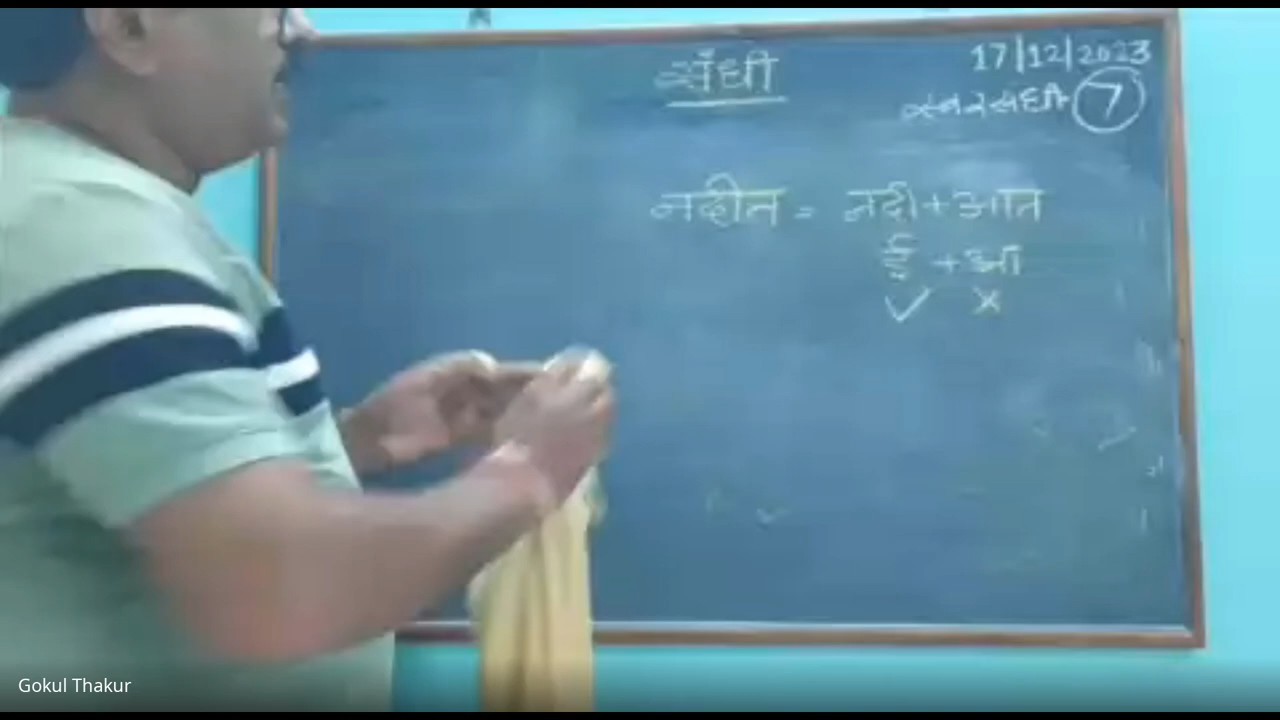 संधी
17/12/2023
स्वरसंधी 7
नदीत = नदी+आत
ई + आ
✓ ×
Gokul Thakur